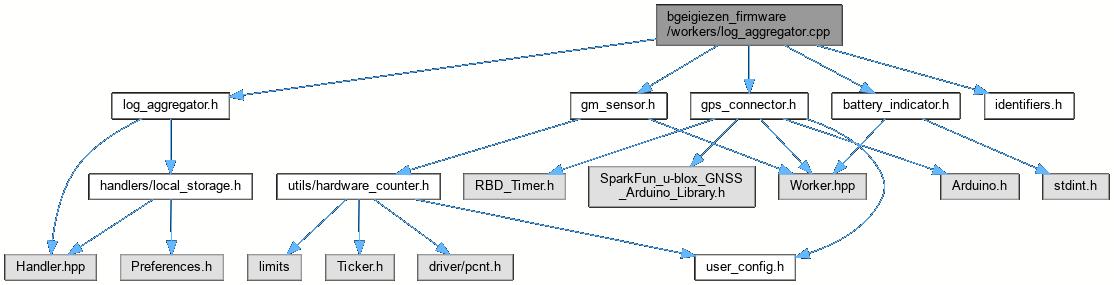 bgeigiezen_firmware
/workers/log_aggregator.cpp
log_aggregator.h
gm_sensor.h
gps_connector.h
battery_indicator.h
identifiers.h
handlers/local_storage.h
utils/hardware_counter.h
RBD_Timer.h
SparkFun_u-blox_GNSS
_Arduino_Library.h
Worker.hpp
Arduino.h
stdint.h
Handler.hpp
Preferences.h
limits
Ticker.h
driver/pcnt.h
user_config.h